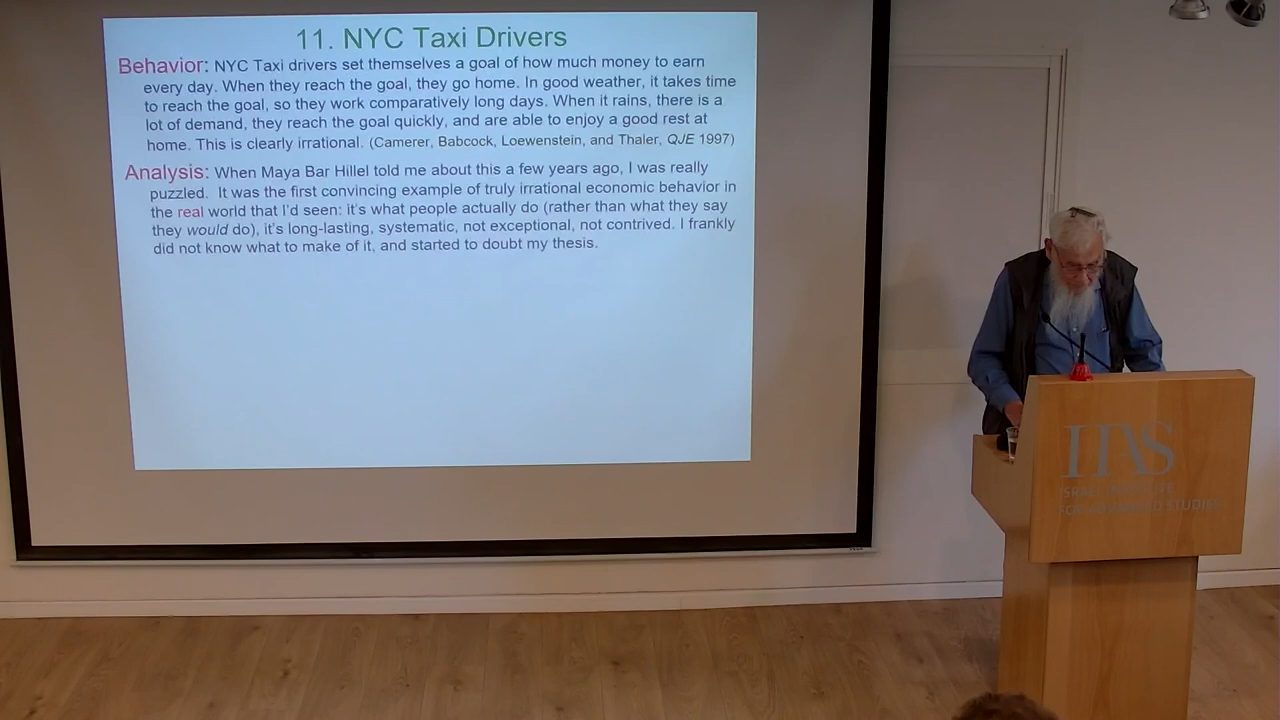 11. NYC Taxi Drivers
Behavior: NYC Taxi drivers set themselves a goal of how much money to earn
every day. When they reach the goal, they go home. In good weather, it takes time
to reach the goal, so they work comparatively long days. When it rains, there is a
lot of demand, they reach the goal quickly, and are able to enjoy a good rest at
home. This is clearly irrational. (Camerer, Babcock, Loewenstein, and Thaler, QJE 1997)
Analysis: When Maya Bar Hillel told me about this a few years ago, I was really
puzzled. It was the first convincing example of truly irrational economic behavior in
the real world that I'd seen: it's what people actually do (rather than what they say
they would do), it's long-lasting, systematic, not exceptional, not contrived. I frankly
did not know what to make of it, and started to doubt my thesis.
IIAS
ISRAEL INSTITUTE
FOR ADVANCED STUDIES